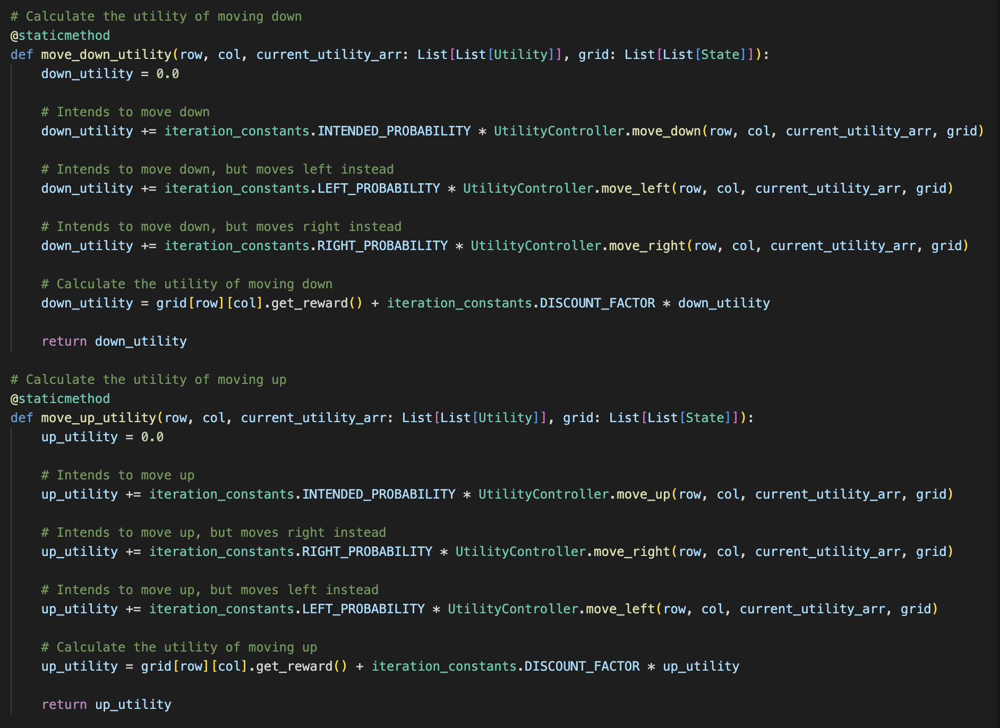 # Calculate the utility of moving down
@staticmethod
def move_down_utility(row, col, current_utility_arr: List[List[Utility]], grid: List[List[State]]):
    down_utility = 0.0

    # Intends to move down
    down_utility += iteration_constants.INTENDED_PROBABILITY * UtilityController.move_down(row, col, current_utility_arr, grid)

    # Intends to move down, but moves left instead
    down_utility += iteration_constants.LEFT_PROBABILITY * UtilityController.move_left(row, col, current_utility_arr, grid)

    # Intends to move down, but moves right instead
    down_utility += iteration_constants.RIGHT_PROBABILITY * UtilityController.move_right(row, col, current_utility_arr, grid)

    # Calculate the utility of moving down
    down_utility = grid[row][col].get_reward() + iteration_constants.DISCOUNT_FACTOR * down_utility

    return down_utility

# Calculate the utility of moving up
@staticmethod
def move_up_utility(row, col, current_utility_arr: List[List[Utility]], grid: List[List[State]]):
    up_utility = 0.0

    # Intends to move up
    up_utility += iteration_constants.INTENDED_PROBABILITY * UtilityController.move_up(row, col, current_utility_arr, grid)

    # Intends to move up, but moves right instead
    up_utility += iteration_constants.RIGHT_PROBABILITY * UtilityController.move_right(row, col, current_utility_arr, grid)

    # Intends to move up, but moves left instead
    up_utility += iteration_constants.LEFT_PROBABILITY * UtilityController.move_left(row, col, current_utility_arr, grid)

    # Calculate the utility of moving up
    up_utility = grid[row][col].get_reward() + iteration_constants.DISCOUNT_FACTOR * up_utility

    return up_utility